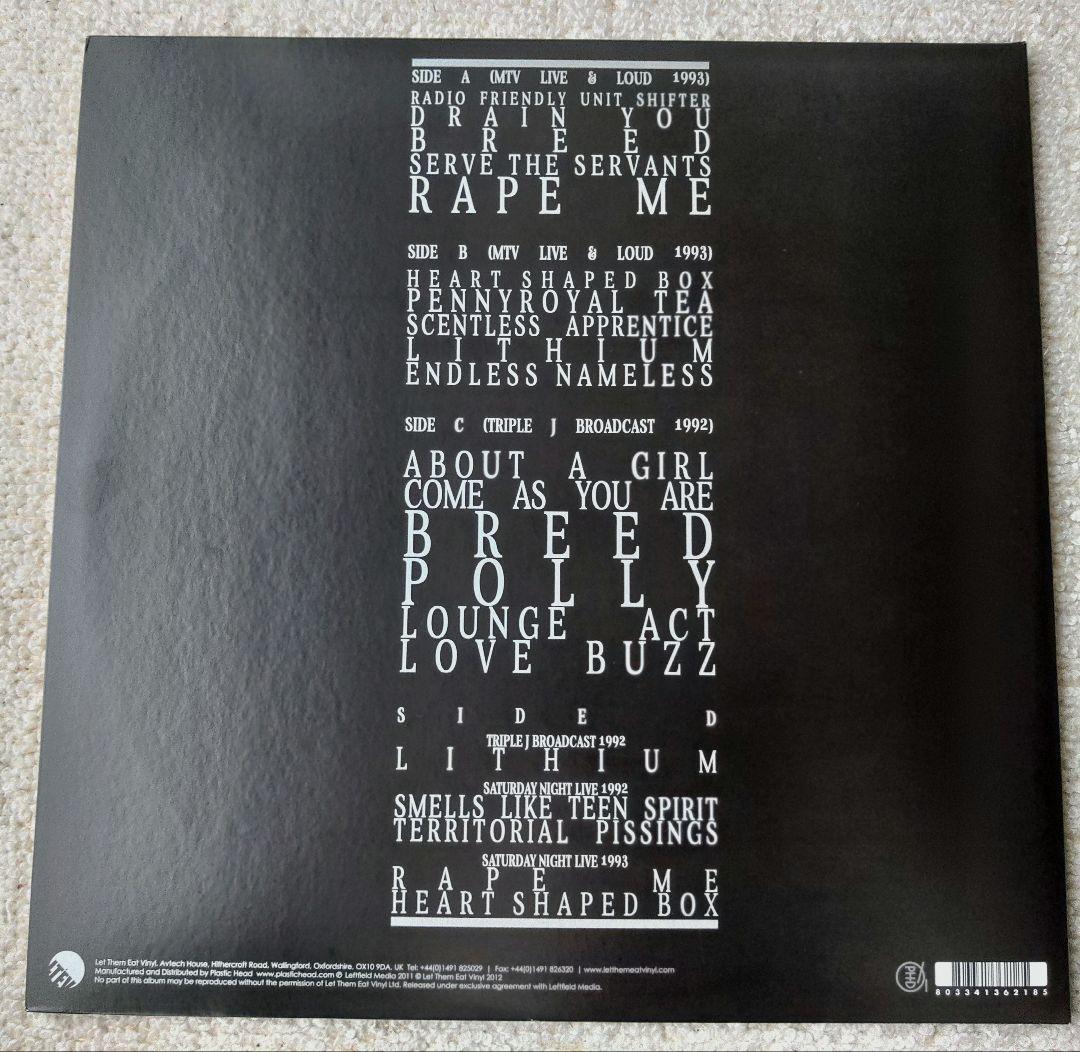 SIDE A (MTV LIVE & LOUD 1993)
RADIO FRIENDLY UNIT SHIFTER
DRAIN YOU
BREED
SERVE THE SERVANTS
RAPE ME
SIDE B (MTV LIVE & LOUD 1993)
HEART SHAPED BOX
PENNYROYAL TEA
SCENTLESS APPRENTICE
LITHIUM
ENDLESS NAMELESS
SIDE C (TRIPLE J BROADCAST 1992)
ABOUT A GIRL
COME AS YOU ARE
BREED
POLLY
LOUNGE ACT
LOVE BUZZ
SIDE D
TRIPLE J BROADCAST 1992
LITHIUM
SATURDAY NIGHT LIVE 1992
SMELLS LIKE TEEN SPIRIT
TERRITORIAL PISSINGS
SATURDAY NIGHT LIVE 1993
RAPE ME
HEART SHAPED BOX
LTEV
Let Them Eat Vinyl, Avtech House, Hithercroft Road, Wallingford, Oxfordshire, OX10 9DA, UK Tel: +44(0)1491 825029 | Fax: +44(0)1491 826320 | www.letthemeatvinyl.com
Manufactured and Distributed by Plastic Head www.plastichead.com ℗ Leftfield Media 2011 © Let Them Eat Vinyl 2012
No part of this album may be reproduced without the permission of Let Them Eat Vinyl Ltd. Released under exclusive agreement with Leftfield Media.
PHD
803341362185